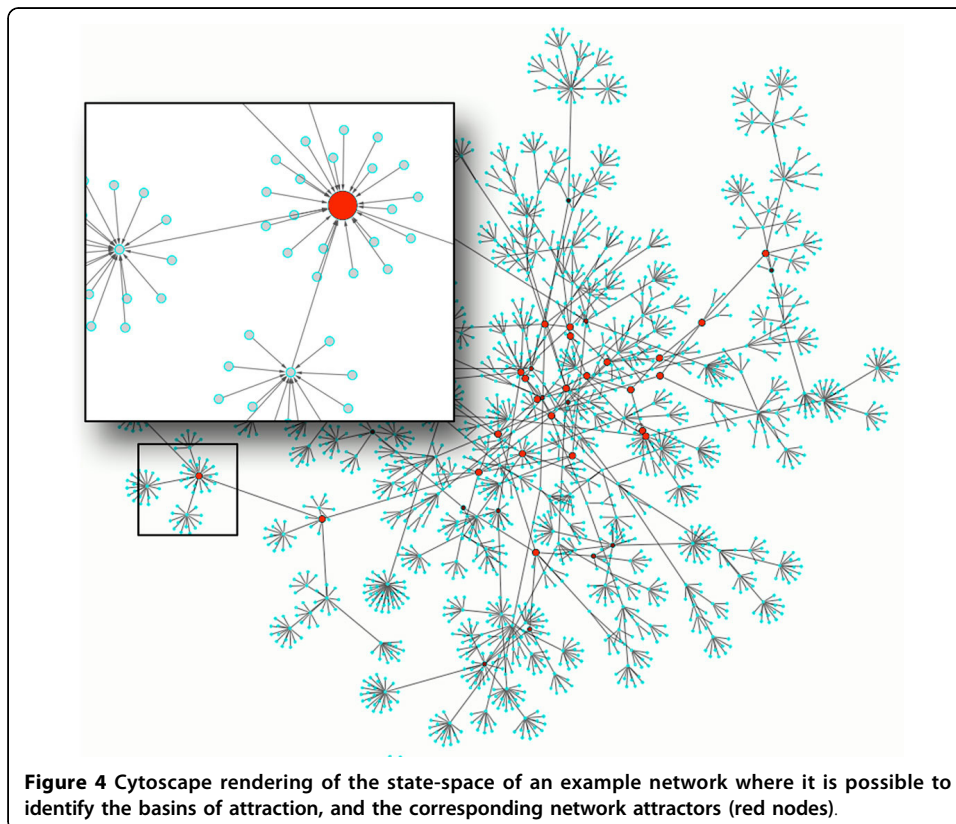 Figure 4 Cytoscape rendering of the state-space of an example network where it is possible to
identify the basins of attraction, and the corresponding network attractors (red nodes).